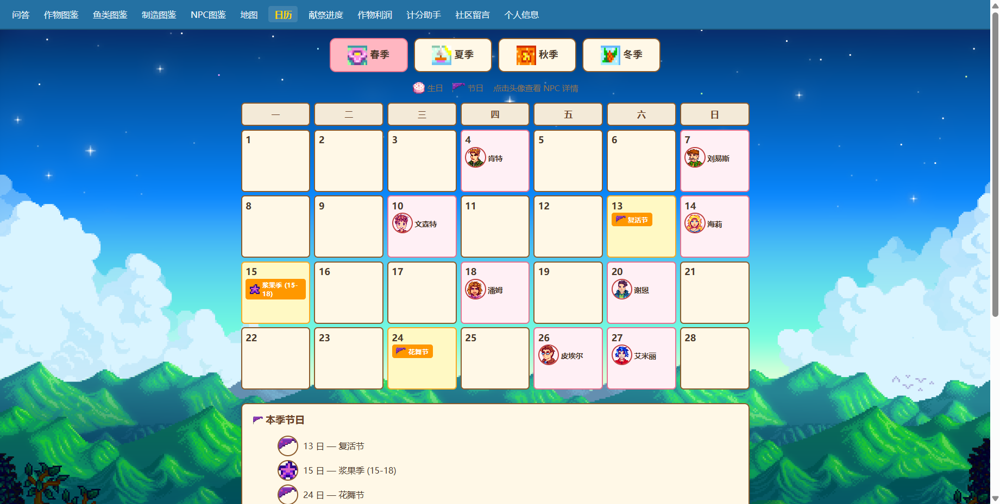 问答 作物图鉴 鱼类图鉴 制造图鉴 NPC图鉴 地图 日历 献祭进度 作物利润 计分助手 社区留言 个人信息
春季 夏季 秋季 冬季
生日 节日 点击头像查看 NPC 详情
一 二 三 四 五 六 日
1 2 3 4 5 6 7
肯特 刘易斯
8 9 10 11 12 13 14
文森特 复活节 海莉
15 16 17 18 19 20 21
浆果季 (15-
18)
潘姆 谢恩
22 23 24 25 26 27 28
花舞节 皮埃尔 艾米丽
本季节日
13 日 — 复活节
15 日 — 浆果季 (15-18)
24 日 — 花舞节